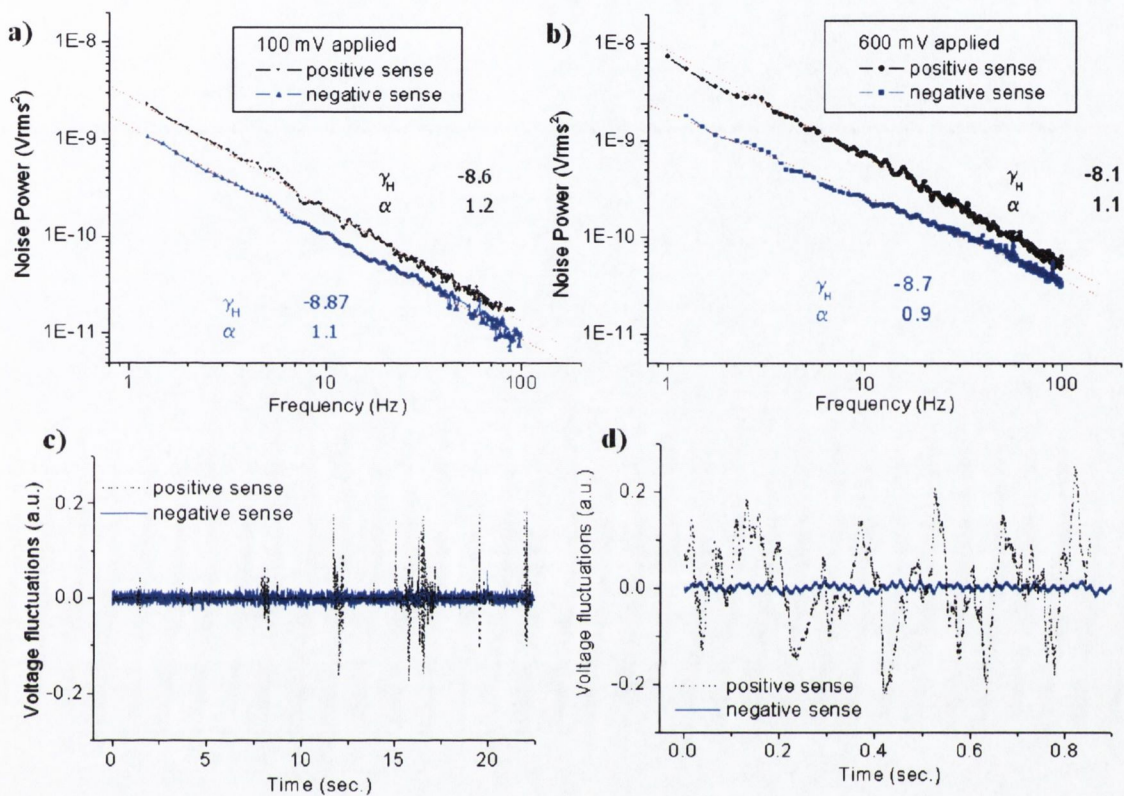 a)
Noise Power (Vrms²)
1E-8
1E-9
1E-10
1E-11
100 mV applied
positive sense
negative sense
γH -8.6
α 1.2
γH -8.87
α 1.1
1 10 100
Frequency (Hz)
b)
Noise Power (Vrms²)
1E-8
1E-9
1E-10
1E-11
600 mV applied
positive sense
negative sense
γH -8.1
α 1.1
γH -8.7
α 0.9
1 10 100
Frequency (Hz)
c)
Voltage fluctuations (a.u.)
0.2
0.0
-0.2
positive sense
negative sense
0 5 10 15 20
Time (sec.)
d)
Voltage fluctuations (a.u.)
0.2
0.0
-0.2
positive sense
negative sense
0.0 0.2 0.4 0.6 0.8
Time (sec.)